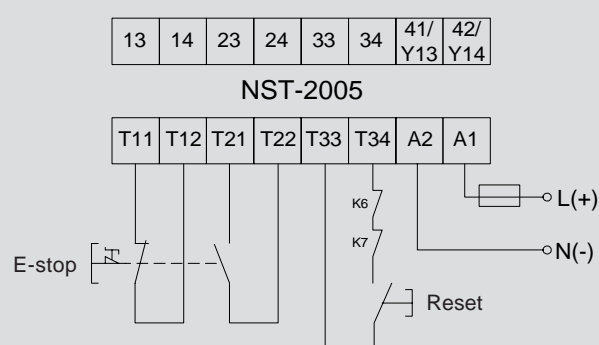 13 14 23 24 33 34 41/ Y13 42/ Y14
NST-2005
T11 T12 T21 T22 T33 T34 A2 A1
K6
L(+)
K7
N(-)
E-stop
Reset